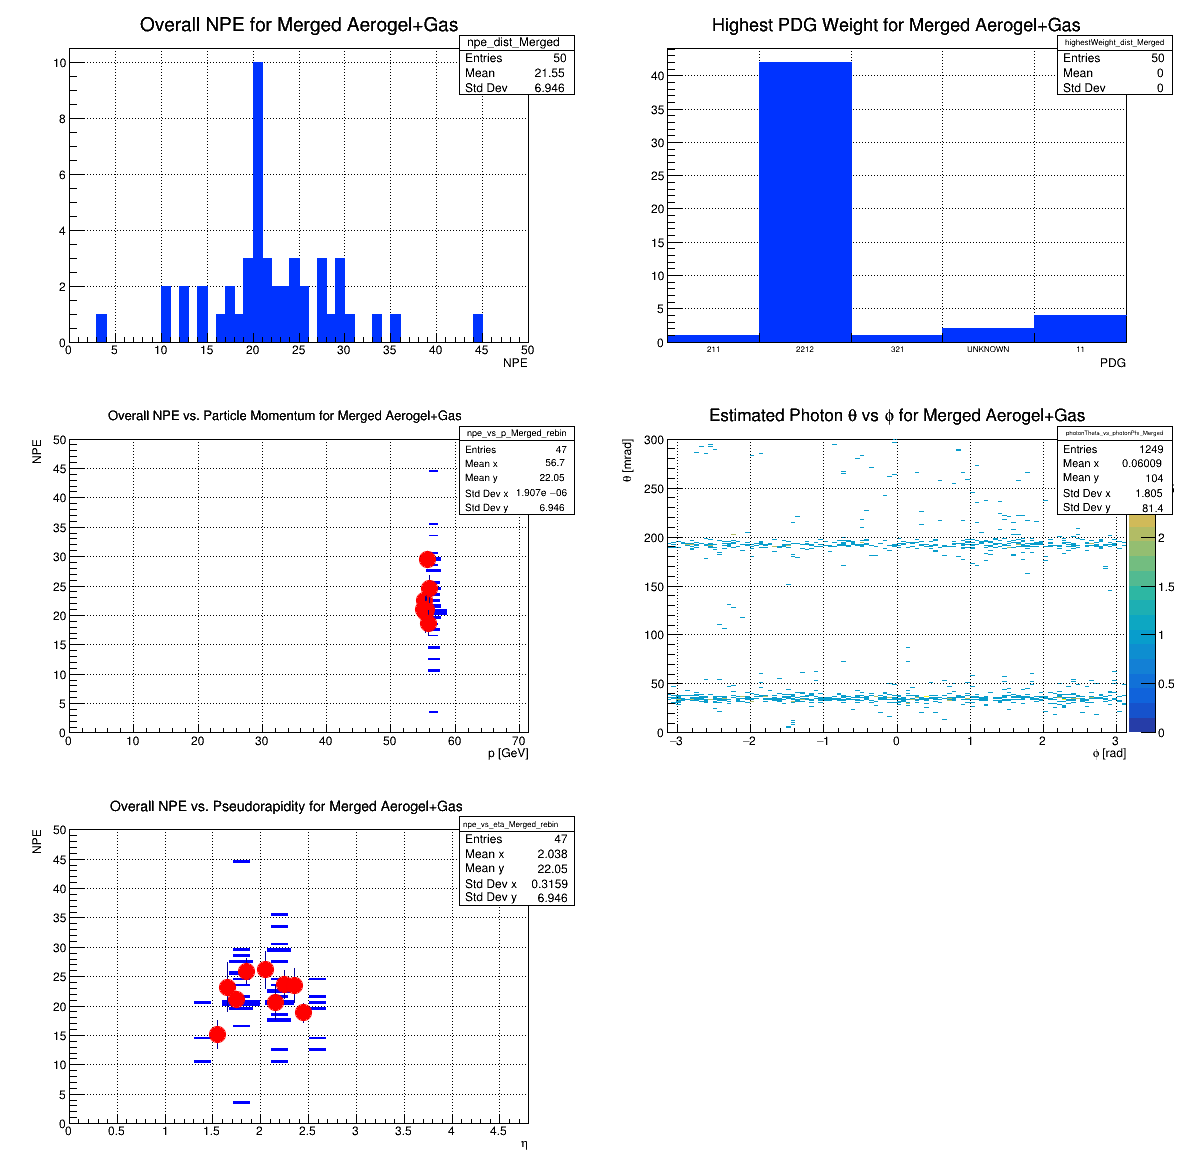 Overall NPE for Merged Aerogel+Gas
npe_dist_Merged
Entries 50
Mean 21.55
Std Dev 6.946
10
8
6
4
2
0
0 5 10 15 20 25 30 35 40 45 50
NPE
Highest PDG Weight for Merged Aerogel+Gas
highestWeight_dist_Merged
Entries 50
Mean 0
Std Dev 0
40
35
30
25
20
15
10
5
0
211 2212 321 UNKNOWN 11
PDG
Overall NPE vs. Particle Momentum for Merged Aerogel+Gas
npe_vs_p_Merged_rebin
Entries 47
Mean x 56.7
Mean y 22.05
Std Dev x 1.907e −06
Std Dev y 6.946
NPE
50
45
40
35
30
25
20
15
10
5
0
0 10 20 30 40 50 60 70
p [GeV]
Estimated Photon θ vs ϕ for Merged Aerogel+Gas
photonTheta_vs_photonPhi_Merged
Entries 1249
Mean x 0.06009
Mean y 104
Std Dev x 1.805
Std Dev y 81.4
θ [mrad]
300
250
200
150
100
50
0
−3 −2 −1 0 1 2 3
ϕ [rad]
2
1.5
1
0.5
0
Overall NPE vs. Pseudorapidity for Merged Aerogel+Gas
npe_vs_eta_Merged_rebin
Entries 47
Mean x 2.038
Mean y 22.05
Std Dev x 0.3159
Std Dev y 6.946
NPE
50
45
40
35
30
25
20
15
10
5
0
0 0.5 1 1.5 2 2.5 3 3.5 4 4.5
η